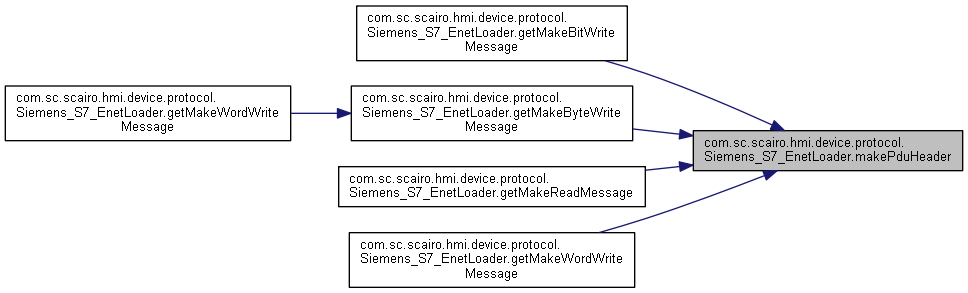 com.sc.scairo.hmi.device.protocol.
Siemens_S7_EnetLoader.getMakeBitWrite
Message
com.sc.scairo.hmi.device.protocol.
Siemens_S7_EnetLoader.getMakeWordWrite
Message
com.sc.scairo.hmi.device.protocol.
Siemens_S7_EnetLoader.getMakeByteWrite
Message
com.sc.scairo.hmi.device.protocol.
Siemens_S7_EnetLoader.makePduHeader
com.sc.scairo.hmi.device.protocol.
Siemens_S7_EnetLoader.getMakeReadMessage
com.sc.scairo.hmi.device.protocol.
Siemens_S7_EnetLoader.getMakeWordWrite
Message